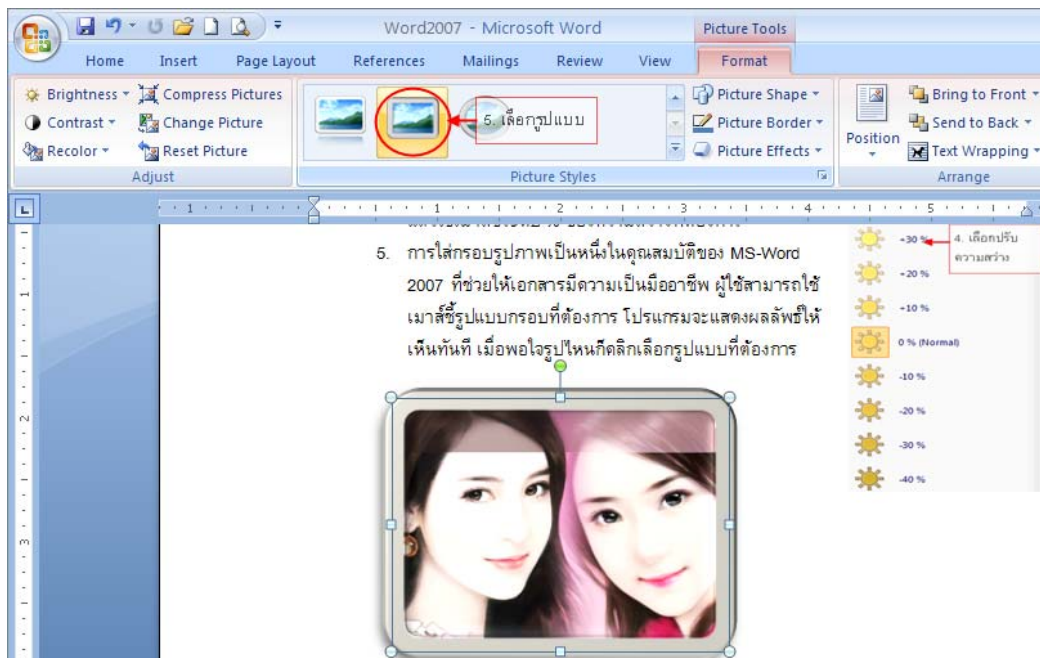 Word2007 - Microsoft Word
Picture Tools
Home Insert Page Layout References Mailings Review View Format
Brightness Compress Pictures
Contrast Change Picture
Recolor Reset Picture
Adjust
5. เลือกรูปแบบ
Picture Styles
Picture Shape
Picture Border
Picture Effects
Position
Bring to Front
Send to Back
Text Wrapping
Arrange
1 1 2 3 4 5
5. การใส่กรอบรูปภาพเป็นหนึ่งในคุณสมบัติของ MS-Word
2007 ที่ช่วยให้เอกสารมีความเป็นมืออาชีพ ผู้ใช้สามารถใช้
เมาส์ชี้รูปแบบกรอบที่ต้องการ โปรแกรมจะแสดงผลลัพธ์ให้
เห็นทันที เมื่อพอใจรูปไหนก็คลิกเลือกรูปแบบที่ต้องการ
+30 %
4. เลือกปรับ
ความสว่าง
+20 %
+10 %
0 % (Normal)
-10 %
-20 %
-30 %
-40 %
1
2
3